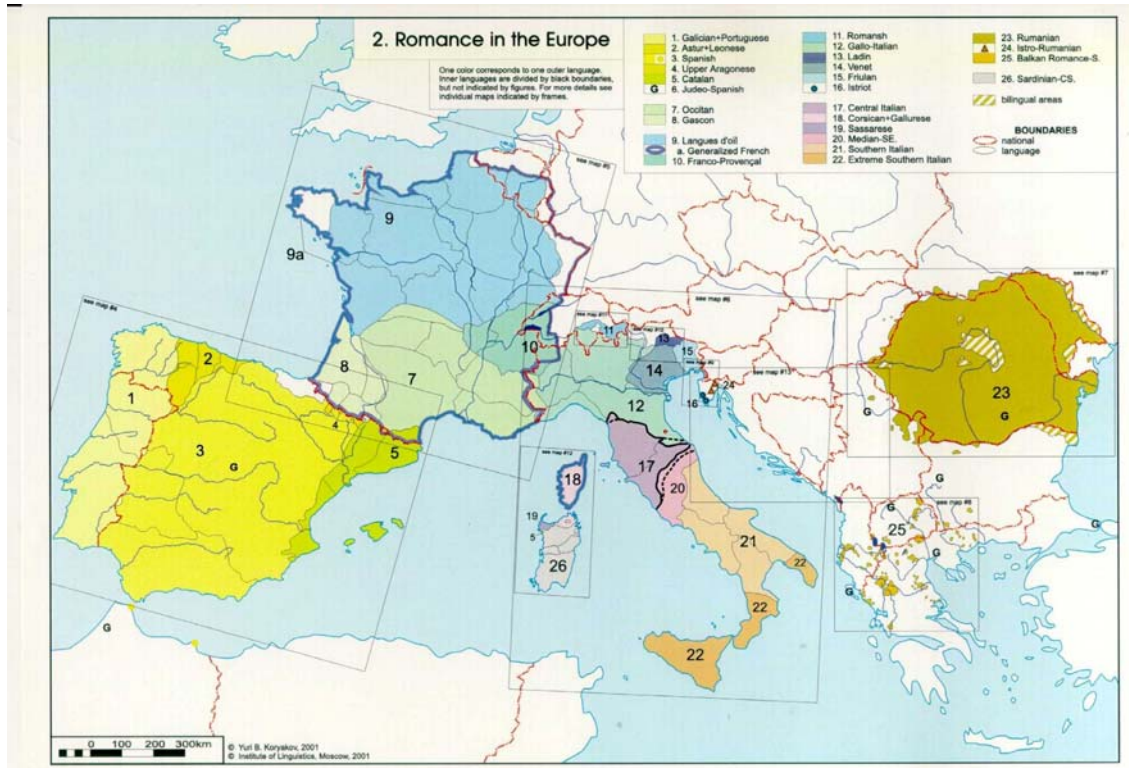 2. Romance in the Europe
One color corresponds to one outer language.
Inner languages are divided by black boundaries,
but not indicated by figures. For more details see
individual maps indicated by frames.
1. Galician+Portuguese
2. Astur+Leonese
3. Spanish
4. Upper Aragonese
5. Catalan
G 6. Judeo-Spanish
7. Occitan
8. Gascon
9. Langues d'oïl
a. Generalized French
10. Franco-Provençal
11. Romansh
12. Gallo-Italian
13. Ladin
14. Venet
15. Friulan
16. Istriot
17. Central Italian
18. Corsican+Gallurese
19. Sassarese
20. Median-SE.
21. Southern Italian
22. Extreme Southern Italian
23. Rumanian
24. Istro-Rumanian
25. Balkan Romance-S.
26. Sardinian-CS.
bilingual areas
BOUNDARIES
national
language
see map #5
9
9a
see map #4
see map #6
see map #7
see map #11
11
10
13
15
14
see map #13
24
16
12
8
7
2
1
3
4
5
G
23
G
G
see map #12
18
17
20
19
5
26
21
22
22
22
G
see map #8
G
25
G
G
G
G
0 100 200 300km
© Yuri B. Koryakov, 2001
© Institute of Linguistics, Moscow, 2001